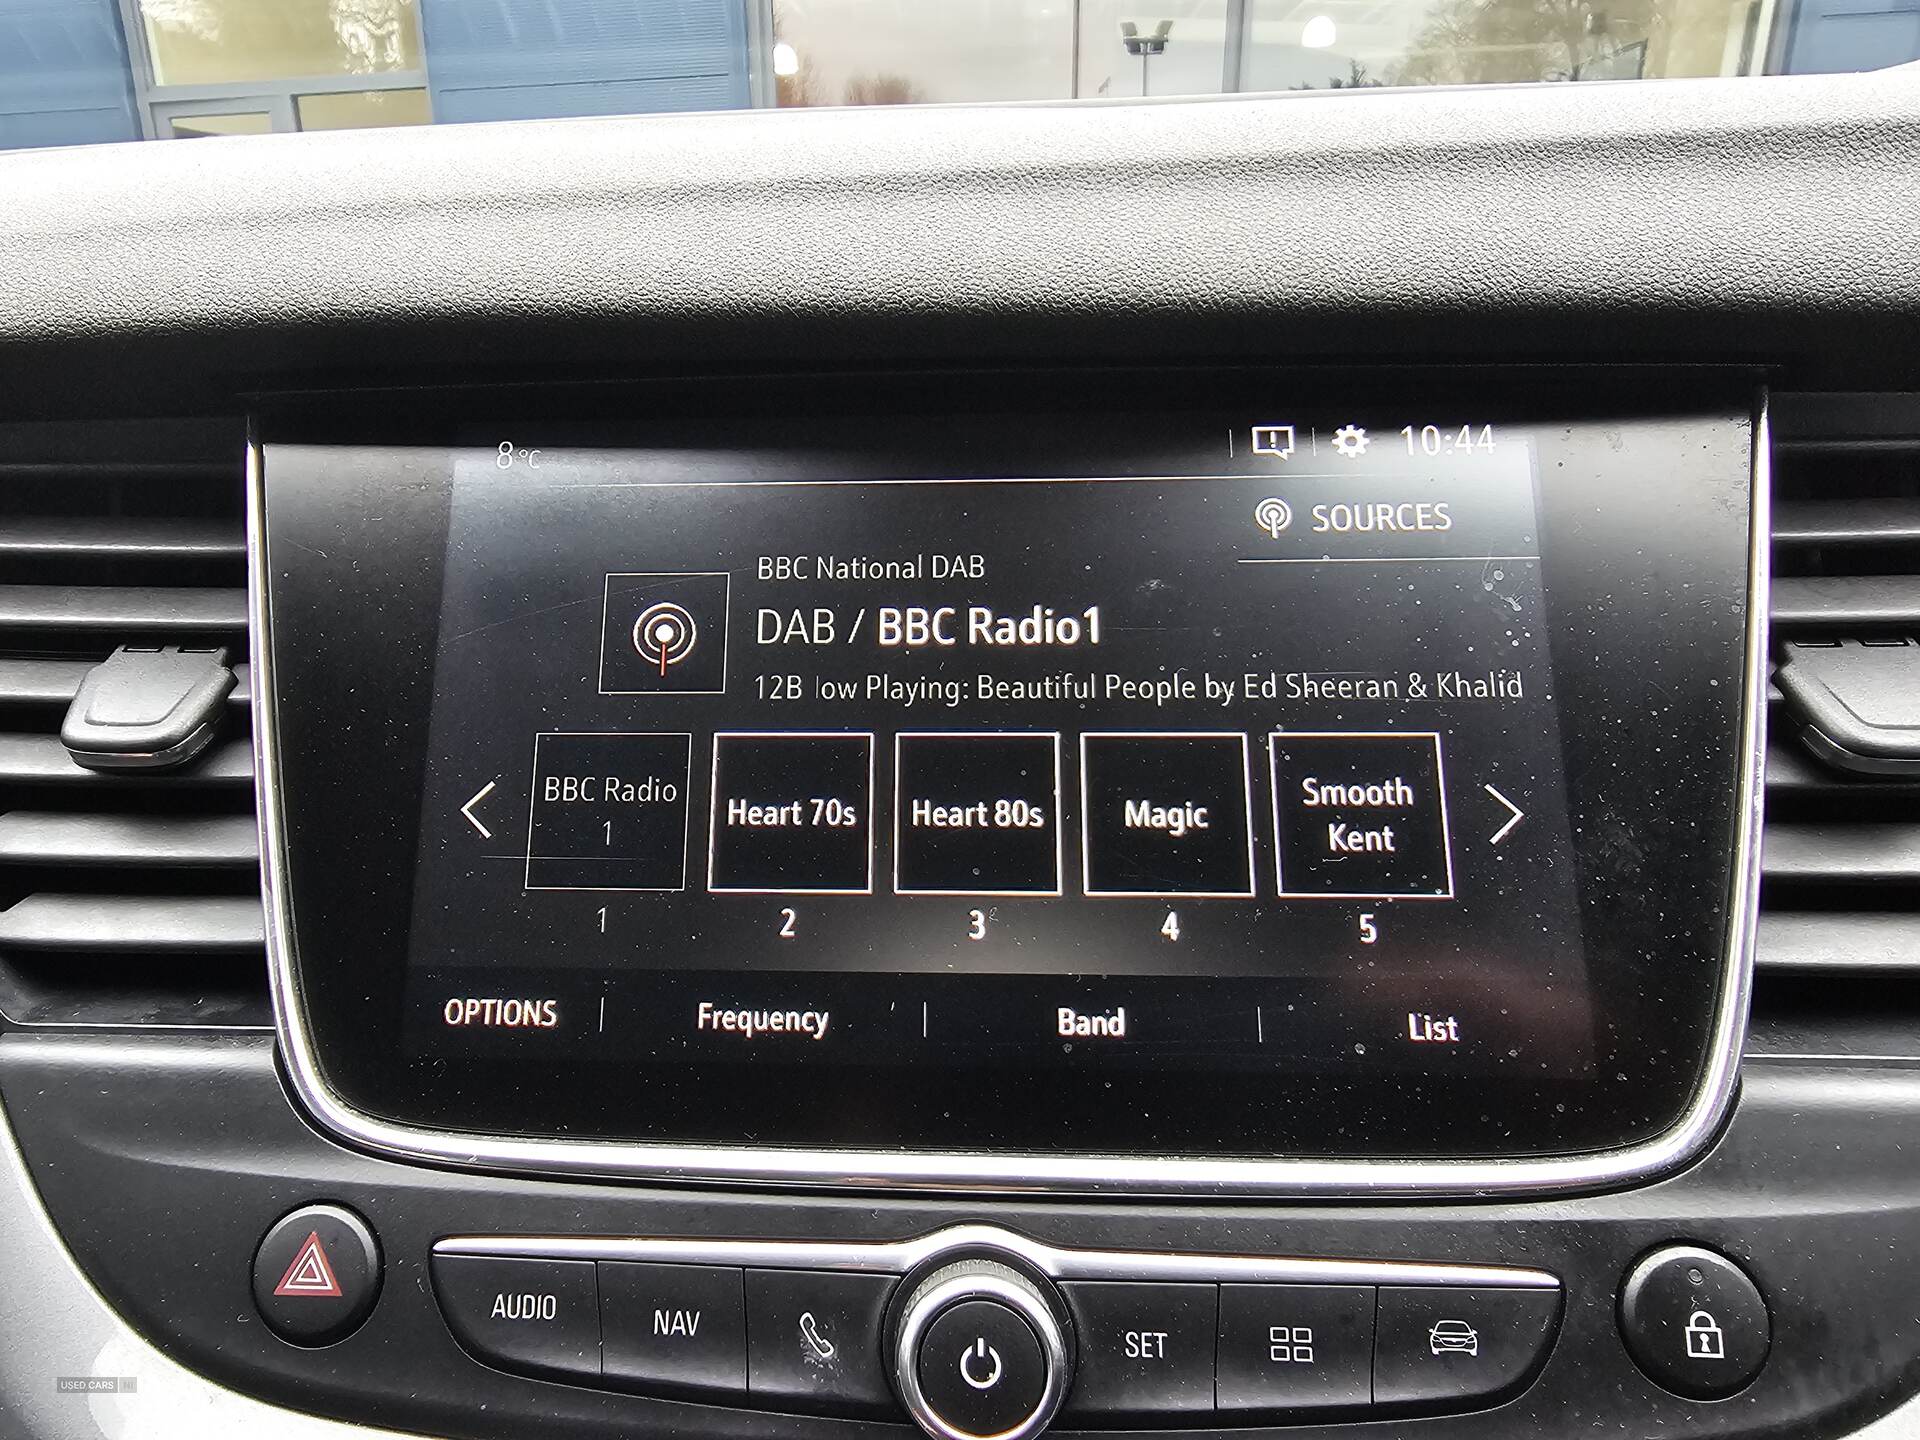 8°C
10:44
SOURCES
BBC National DAB
DAB / BBC Radio1
12B low Playing: Beautiful People by Ed Sheeran & Khalid
BBC Radio
1
Heart 70s
Heart 80s
Magic
Smooth
Kent
1 2 3 4 5
OPTIONS Frequency Band List
AUDIO NAV SET
USED CARS NI